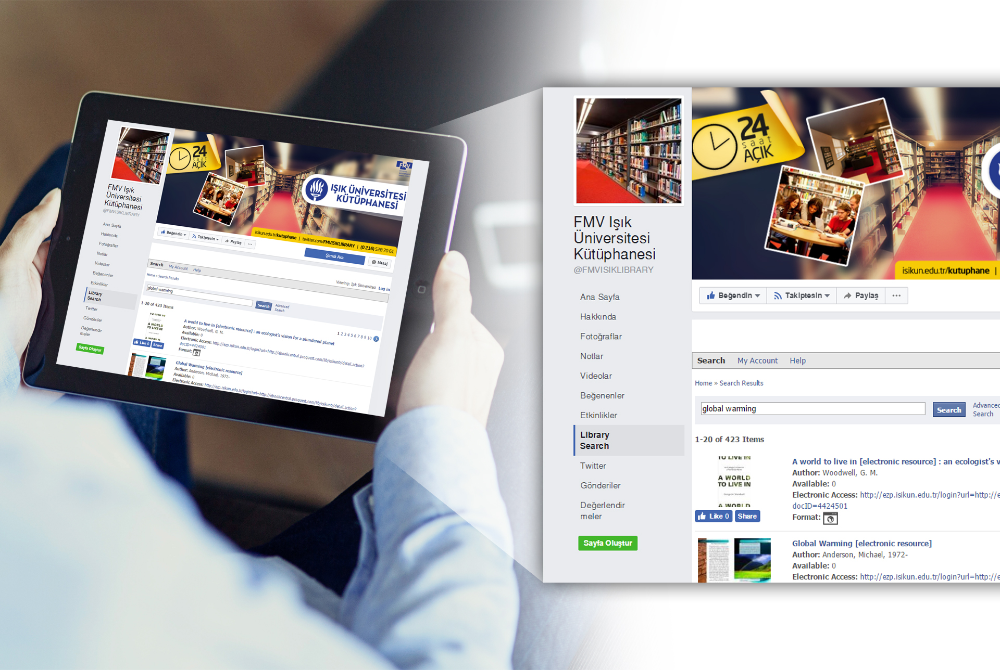 FMV Işık
Üniversitesi
Kütüphanesi
@FMVISIKLIBRARY
Ana Sayfa
Hakkında
Fotoğraflar
Notlar
Videolar
Beğenenler
Etkinlikler
Library
Search
Twitter
Gönderiler
Değerlendir
meler
Sayfa Oluştur
24
saat
AÇIK
FMV
IŞIK ÜNİVERSİTESİ
KÜTÜPHANESİ
isikun.edu.tr/kutuphane | twitter.com/FMVISIKLIBRARY | (0 216) 528 70 61
Beğendin Takiptesin Paylaş ...
Şimdi Ara Mesaj
Search My Account Help
Viewing: Işık Üniversitesi Log in
Home » Search Results
global warming
Search Advanced
Search
1-20 of 423 Items
1 2 3 4 5 6 7 8 9 10
TO LIVE IN
A WORLD
TO LIVE IN
A WORLD
Like 0 Share
A world to live in [electronic resource] : an ecologist's vision for a plundered planet
Author: Woodwell, G. M.
Available: 0
Electronic Access: http://ezp.isikun.edu.tr/login?url=http://ebookcentral.proquest.com/lib/isikuntr/detail.action?
docID=4424501
Format:
Global Warming [electronic resource]
Author: Anderson, Michael, 1972-
Available: 0
Electronic Access: http://ezp.isikun.edu.tr/login?url=http://ebookcentral.proquest.com/lib/isikuntr/detail.action?
FMV Işık
Üniversitesi
Kütüphanesi
@FMVISIKLIBRARY
Ana Sayfa
Hakkında
Fotoğraflar
Notlar
Videolar
Beğenenler
Etkinlikler
Library
Search
Twitter
Gönderiler
Değerlendir
meler
Sayfa Oluştur
24
saat
AÇIK
isikun.edu.tr/kutuphane |
Beğendin Takiptesin Paylaş ...
Search My Account Help
Home » Search Results
global warming
Search Advanced
Search
1-20 of 423 Items
TO LIVE IN
A WORLD
TO LIVE IN
George M. Woodwell
A WORLD
Like 0 Share
A world to live in [electronic resource] : an ecologist's v
Author: Woodwell, G. M.
Available: 0
Electronic Access: http://ezp.isikun.edu.tr/login?url=http://e
docID=4424501
Format:
Global Warming [electronic resource]
Author: Anderson, Michael, 1972-
Available: 0
Electronic Access: http://ezp.isikun.edu.tr/login?url=http://e